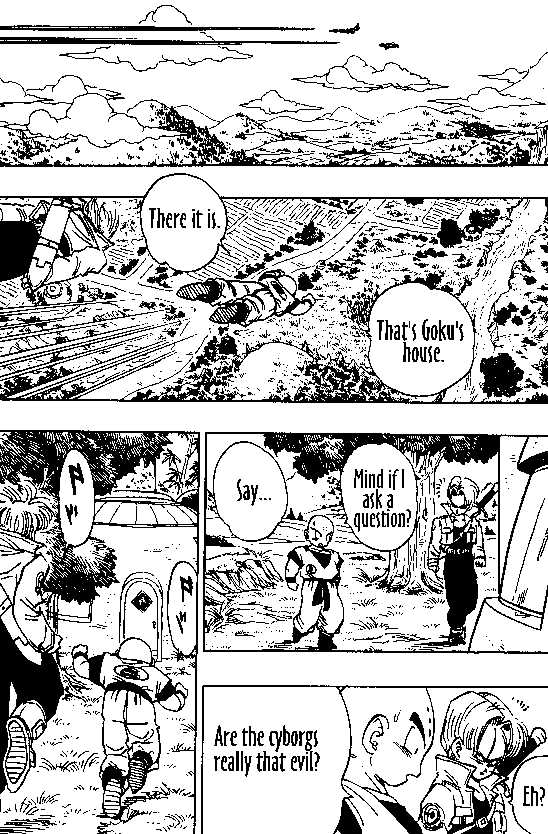 There it is.
That's Goku's
house.
Say...
Mind if I
ask a
question?
Are the cyborgs
really that evil?
Eh?